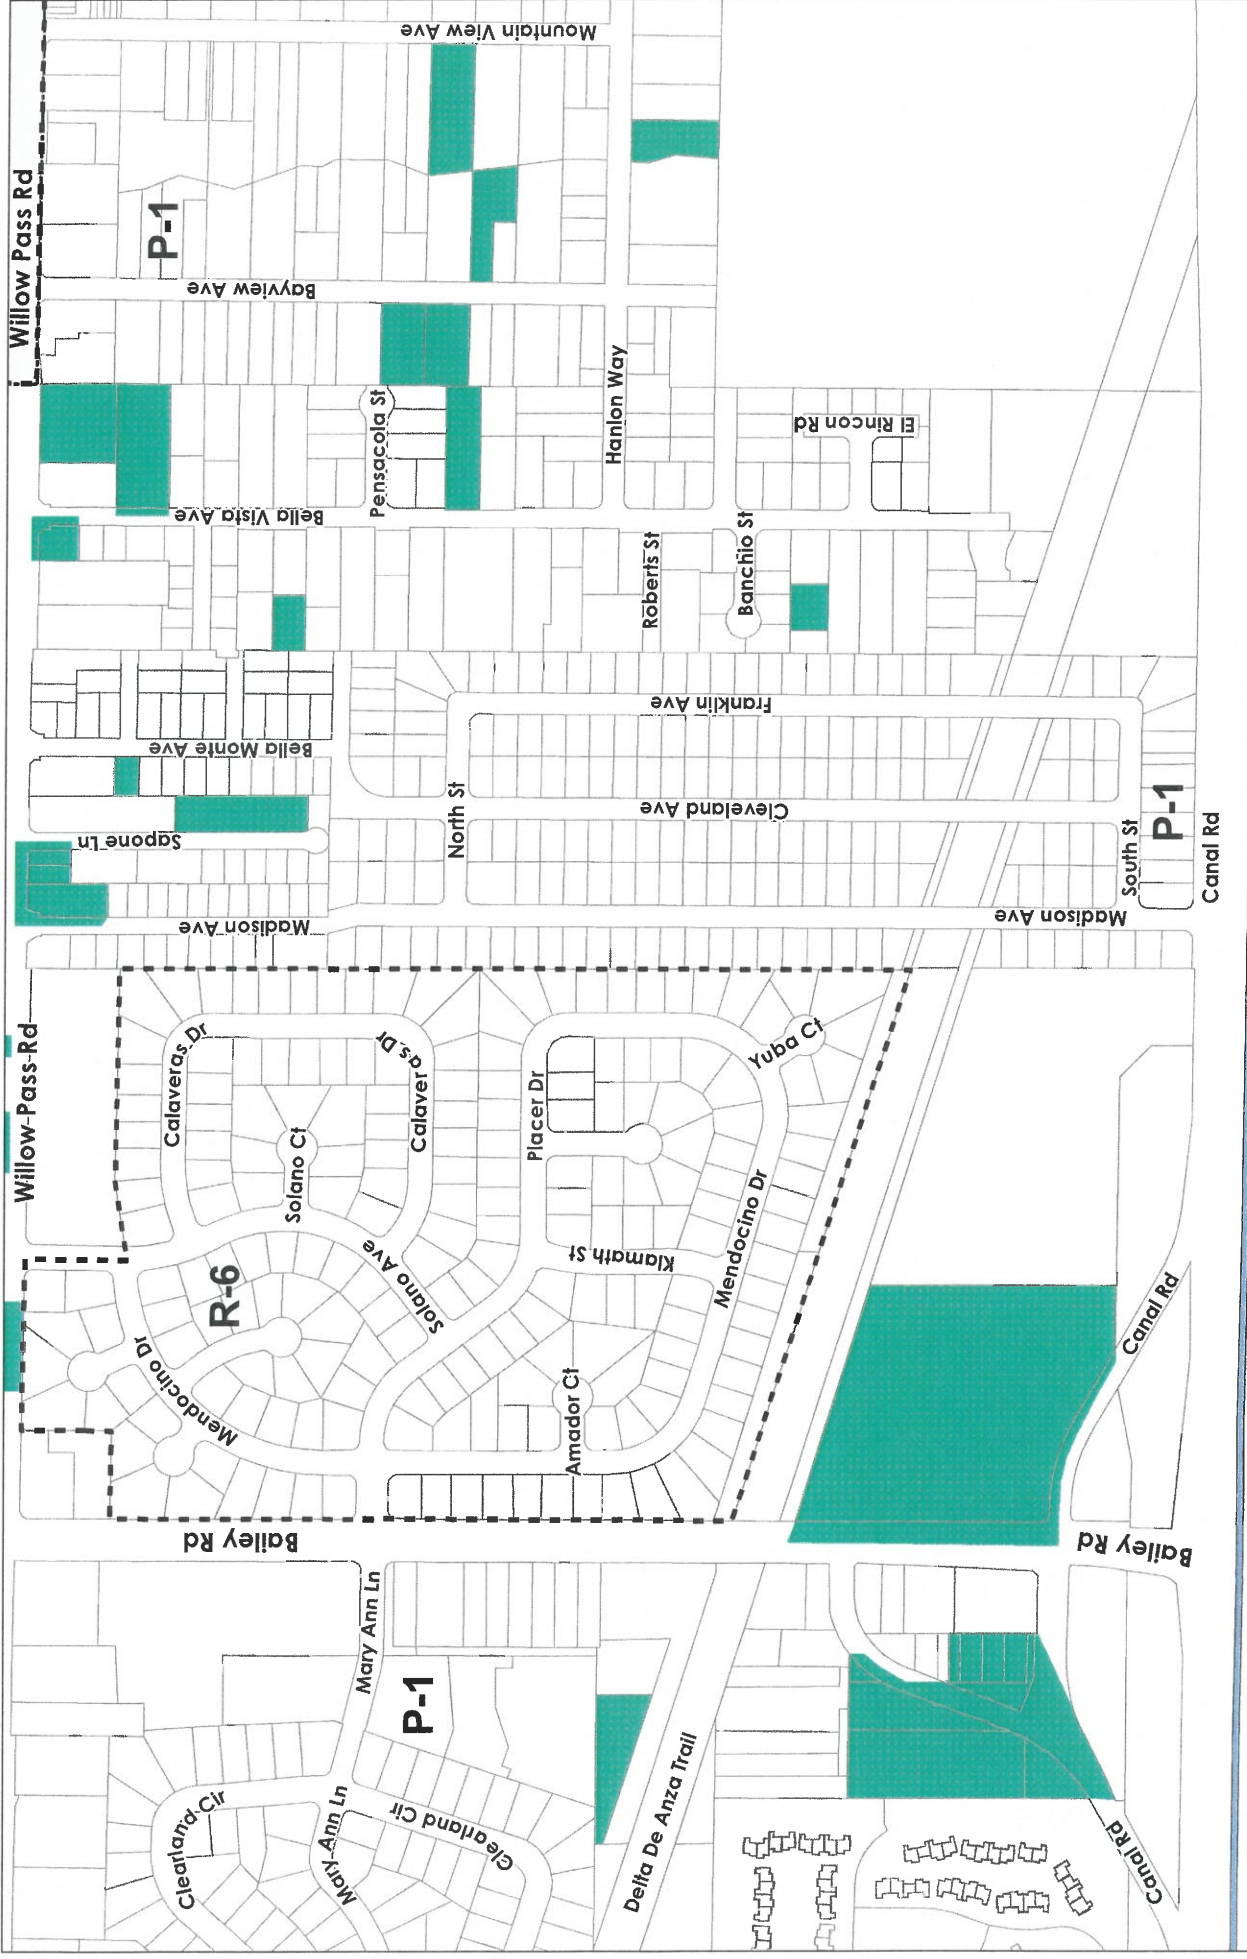 Mountain View Ave
Willow Pass Rd
P-1
Bayview Ave
Hanlon Way
Pensacola St
El Rincon Rd
Bella Vista Ave
Roberts St
Banchio St
Franklin Ave
Bella Monte Ave
Cleveland Ave
North St
Sapone Ln
P-1
South St
Canal Rd
Madison Ave
Madison Ave
Willow-Pass-Rd
Calaveras Dr
Calaveras Dr
Yuba Ct
Placer Dr
Solano Ct
Mendocino Dr
Klamath St
Solano Ave
R-6
Mendocino Dr
Amador Ct
Canal Rd
Bailey Rd
Bailey Rd
Mary Ann Ln
P-1
Delta De Anza Trail
Clearland Cir
Mary Ann Ln
Clearland Cir
Canal Rd